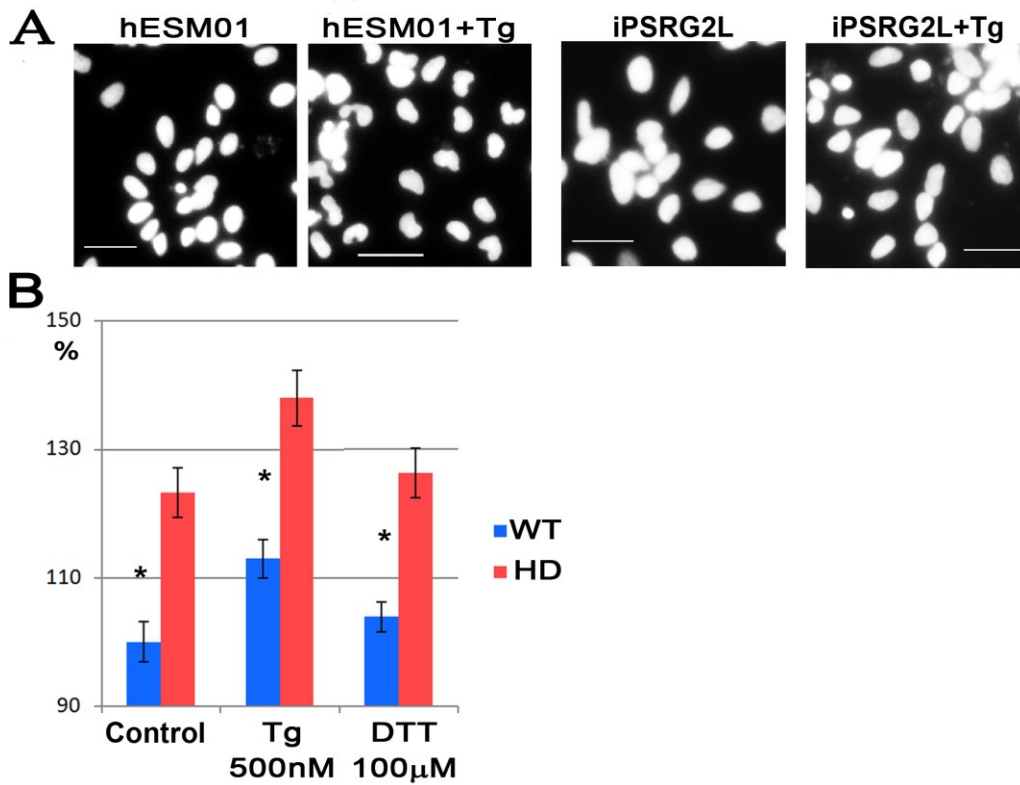 A
hESM01
hESM01+Tg
iPSRG2L
iPSRG2L+Tg
B
150
%
130
110
90
*
*
*
WT
HD
Control
Tg
500nM
DTT
100μM